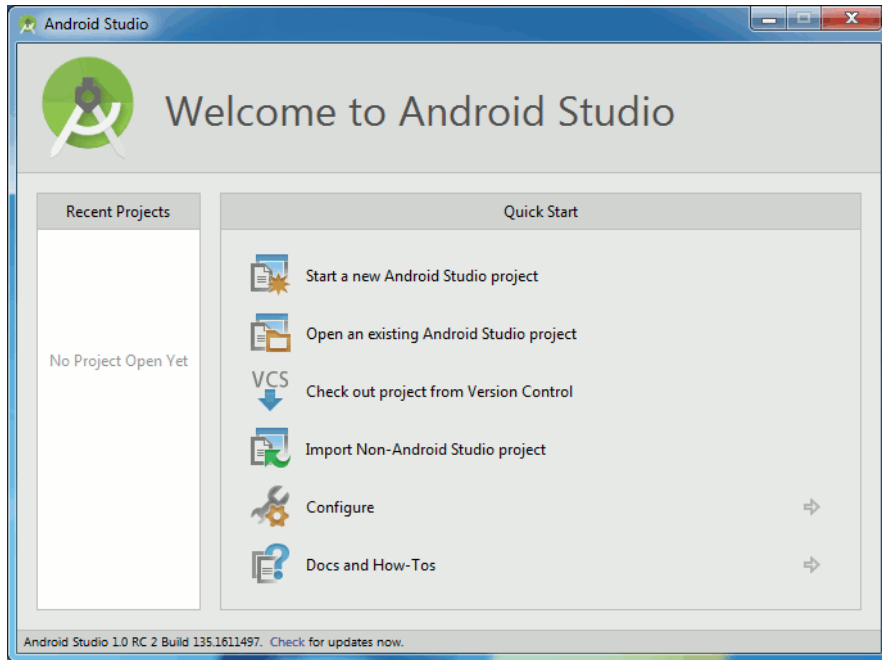 Android Studio
Welcome to Android Studio
Recent Projects
No Project Open Yet
Quick Start
Start a new Android Studio project
Open an existing Android Studio project
VCS
Check out project from Version Control
Import Non-Android Studio project
Configure
Docs and How-Tos
Android Studio 1.0 RC 2 Build 135.1611497. Check for updates now.